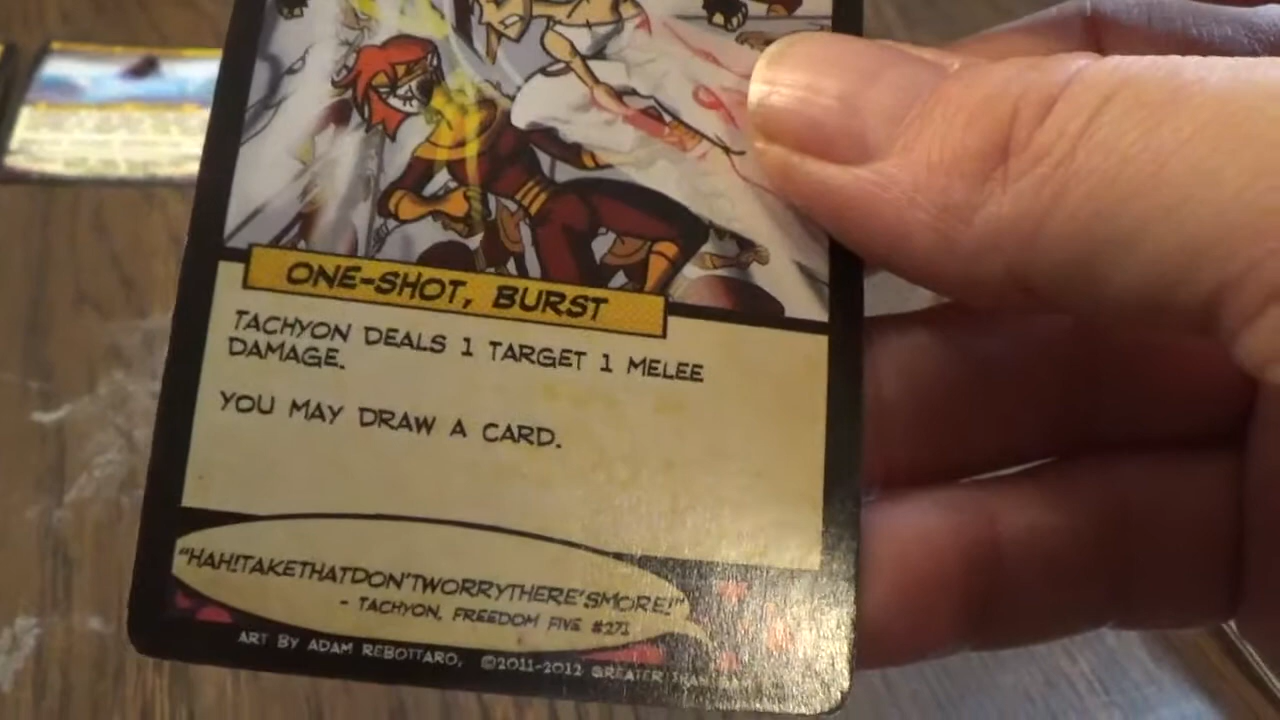 ONE-SHOT, BURST
TACHYON DEALS 1 TARGET 1 MELEE
DAMAGE.
YOU MAY DRAW A CARD.
"HAH!TAKETHATDON'TWORRYTHERE'SMORE!"
- TACHYON, FREEDOM FIVE #271
ART BY ADAM REBOTTARO, ©2011-2012 GREATER